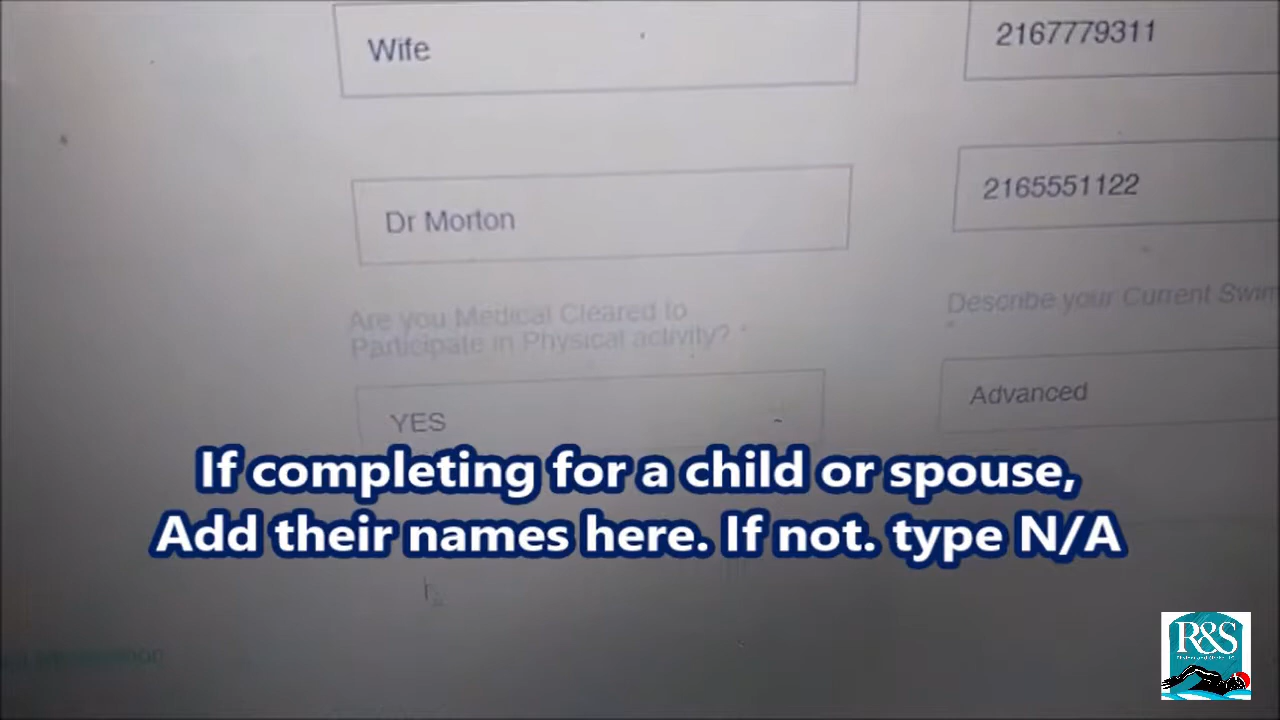 Wife
2167779311
Dr Morton
2165551122
Are you Medical Cleared to
Participate in Physical activity? *
Describe your Current Swim
*
YES
Advanced
If completing for a child or spouse,
Add their names here. If not. type N/A
R&S